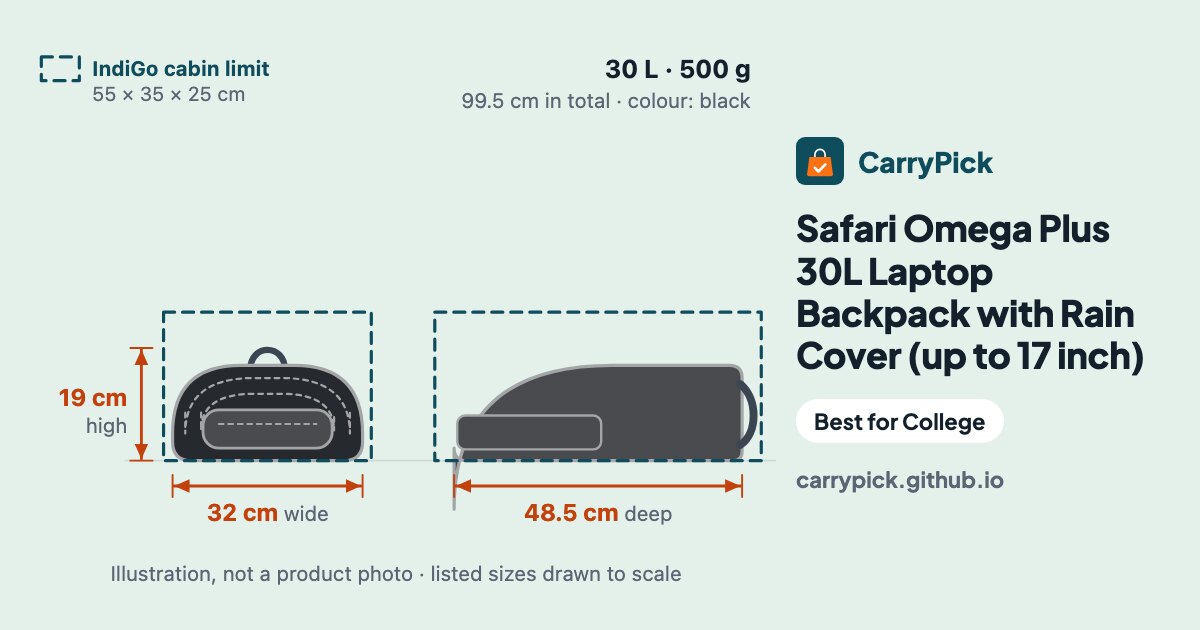 IndiGo cabin limit
55 × 35 × 25 cm
30 L · 500 g
99.5 cm in total · colour: black
CarryPick
Safari Omega Plus
30L Laptop
Backpack with Rain
Cover (up to 17 inch)
Best for College
carrypick.github.io
19 cm
high
32 cm wide
48.5 cm deep
Illustration, not a product photo · listed sizes drawn to scale